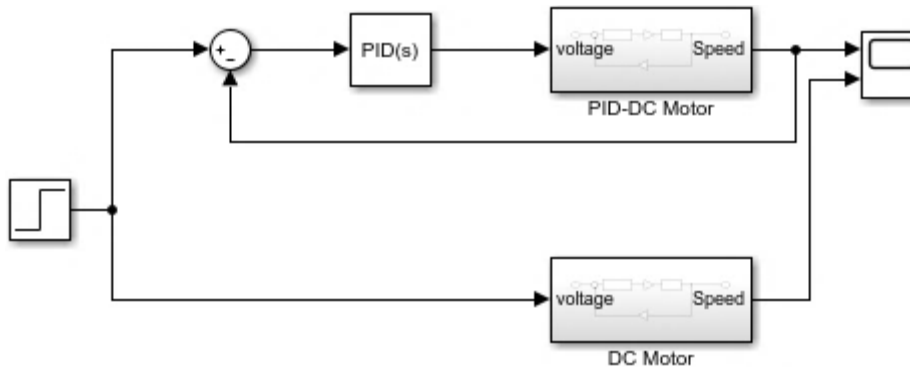 PID(s)
voltage
Speed
PID-DC Motor
voltage
Speed
DC Motor